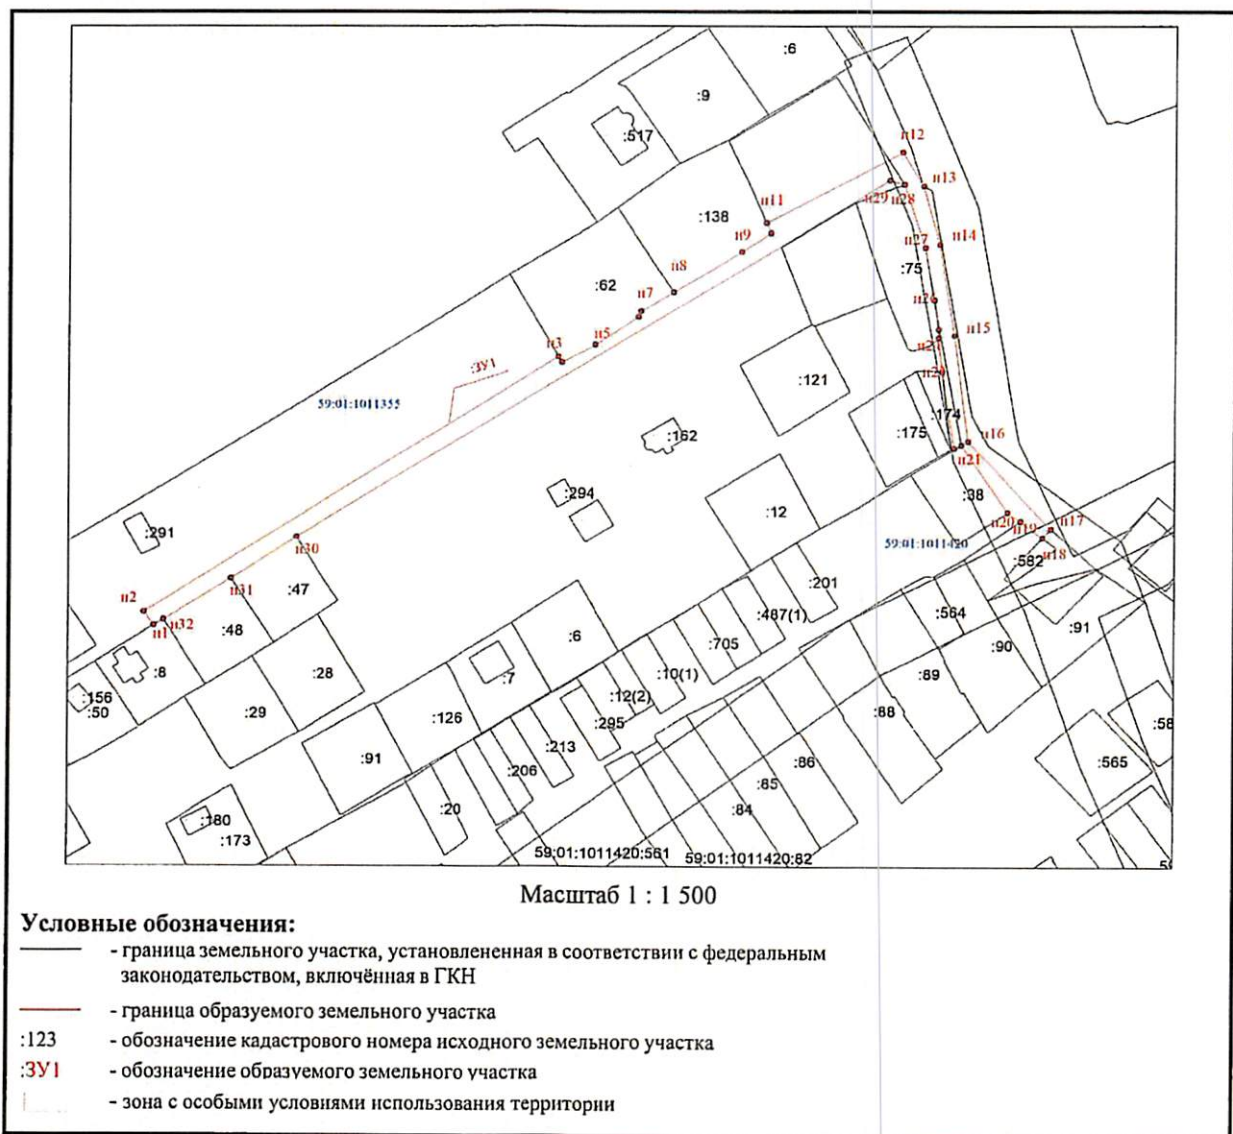 :6
:9
:517
н12
н13
:138
н11
н29
н28
н9
н14
н27
:75
:62
н8
н7
н26
н3
н5
н15
:ЗУ1
59:01:1011355
:121
:174
:175
:162
н16
н21
:294
:38
:12
н20
н19
н17
н18
59:01:1011420
:582
:291
н30
н31
:47
:201
н2
н1
н32
:48
:487(1)
:564
:705
:6
:91
:90
:8
:28
:10(1)
:89
:7
:156
:50
:29
:12(2)
:126
:295
:88
:58
:213
:91
:86
:565
:206
:85
:20
:84
:180
:173
59:01:1011420:561
59:01:1011420:82
Масштаб 1 : 1 500
Условные обозначения:
- граница земельного участка, установлененная в соответствии с федеральным
законодательством, включённая в ГКН
- граница образуемого земельного участка
:123 - обозначение кадастрового номера исходного земельного участка
:ЗУ1 - обозначение образуемого земельного участка
- зона с особыми условиями использования территории